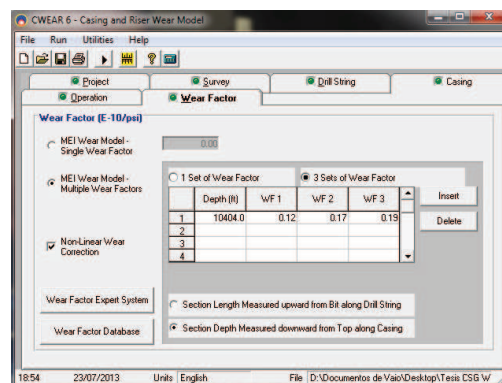 CWEAR 6 - Casing and Riser Wear Model
File Run Utilities Help
Project Survey Drill String Casing
Operation Wear Factor
Wear Factor (E-10/psi)
MEI Wear Model - Single Wear Factor 0.00
MEI Wear Model - Multiple Wear Factors
1 Set of Wear Factor 3 Sets of Wear Factor
Depth (ft) WF 1 WF 2 WF 3
1 10404.0 0.12 0.17 0.19
2
3
4
Insert
Delete
Non-Linear Wear Correction
Wear Factor Expert System
Wear Factor Database
Section Length Measured upward from Bit along Drill String
Section Depth Measured downward from Top along Casing
18:54 23/07/2013 Units English File D:\Documentos de Vaio\Desktop\Tesis CSG W